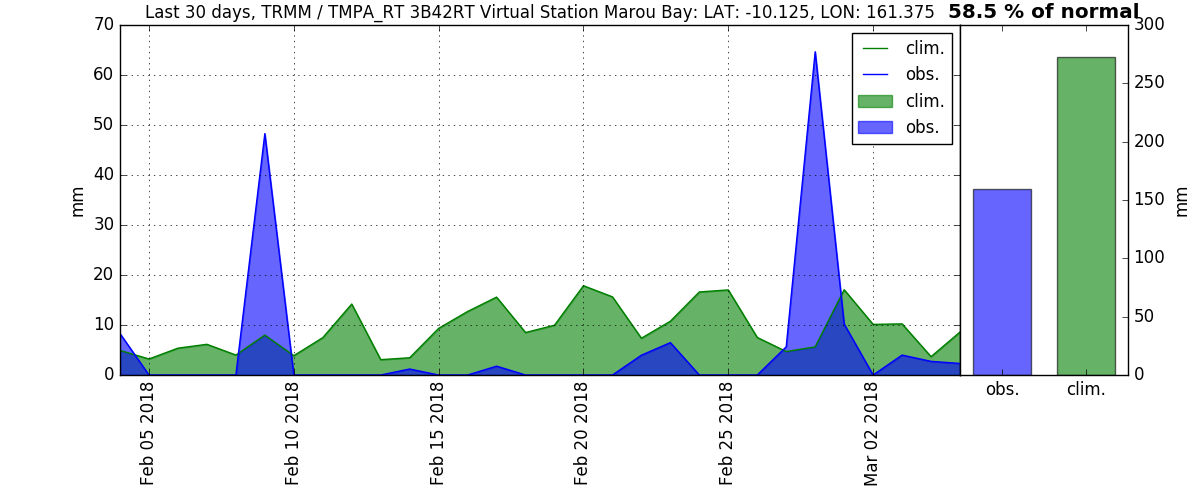 Last 30 days, TRMM / TMPA_RT 3B42RT Virtual Station Marou Bay: LAT: -10.125, LON: 161.375
58.5 % of normal
70
60
50
40
30
20
10
0
mm
clim.
obs.
clim.
obs.
Feb 05 2018
Feb 10 2018
Feb 15 2018
Feb 20 2018
Feb 25 2018
Mar 02 2018
300
250
200
150
100
50
0
mm
obs.
clim.